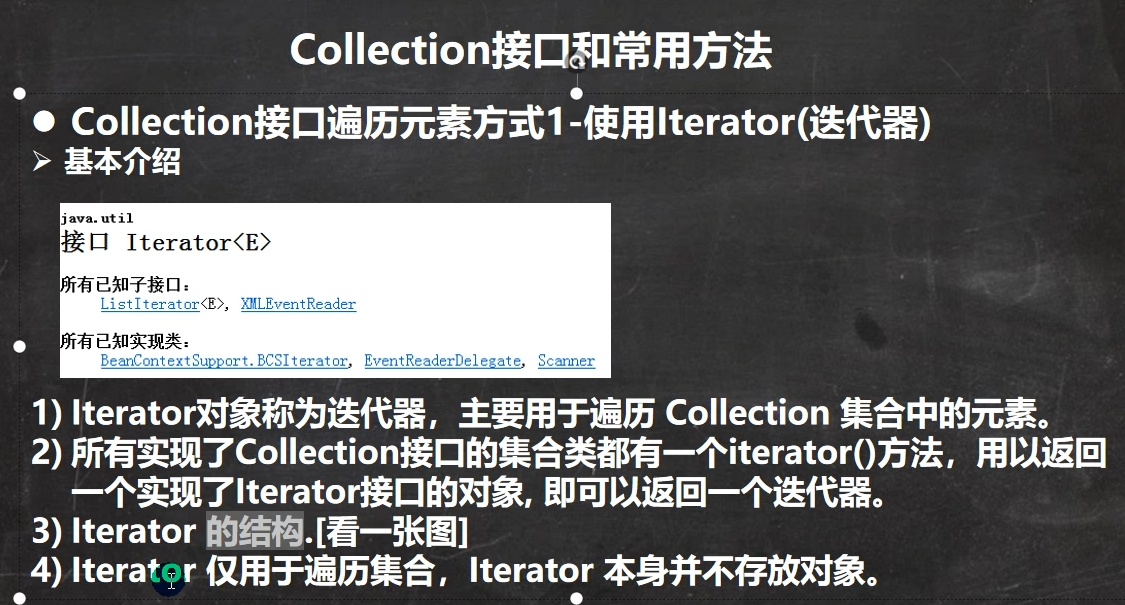 Collection接口和常用方法
● Collection接口遍历元素方式1-使用Iterator(迭代器)
➢ 基本介绍
java.util
接口 Iterator<E>
所有已知子接口：
ListIterator<E>, XMLEventReader
所有已知实现类：
BeanContextSupport.BCSIterator, EventReaderDelegate, Scanner
1) Iterator对象称为迭代器，主要用于遍历 Collection 集合中的元素。
2) 所有实现了Collection接口的集合类都有一个iterator()方法，用以返回
一个实现了Iterator接口的对象, 即可以返回一个迭代器。
3) Iterator 的结构.[看一张图]
4) Iterator 仅用于遍历集合，Iterator 本身并不存放对象。